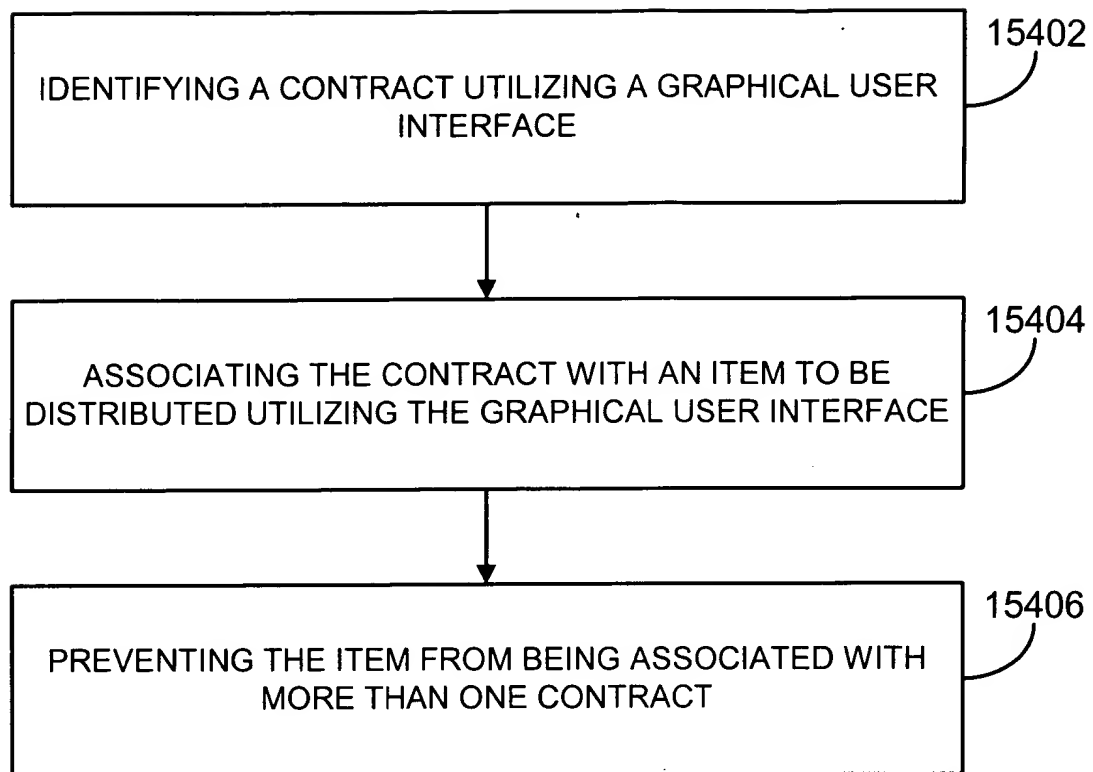 15402
IDENTIFYING A CONTRACT UTILIZING A GRAPHICAL USER
INTERFACE
15404
ASSOCIATING THE CONTRACT WITH AN ITEM TO BE
DISTRIBUTED UTILIZING THE GRAPHICAL USER INTERFACE
15406
PREVENTING THE ITEM FROM BEING ASSOCIATED WITH
MORE THAN ONE CONTRACT